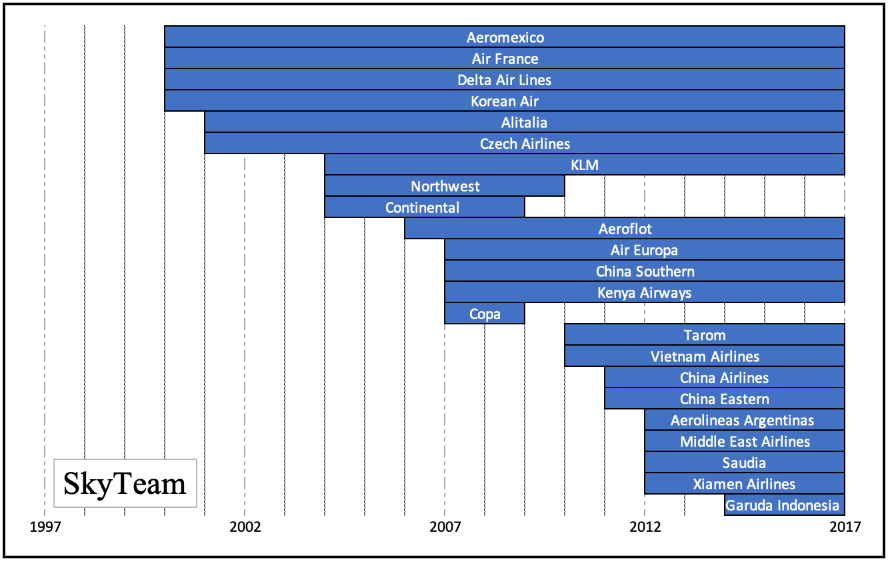 Aeromexico
Air France
Delta Air Lines
Korean Air
Alitalia
Czech Airlines
KLM
Northwest
Continental
Aeroflot
Air Europa
China Southern
Kenya Airways
Copa
Tarom
Vietnam Airlines
China Airlines
China Eastern
Aerolineas Argentinas
Middle East Airlines
Saudia
Xiamen Airlines
Garuda Indonesia
SkyTeam
1997 2002 2007 2012 2017